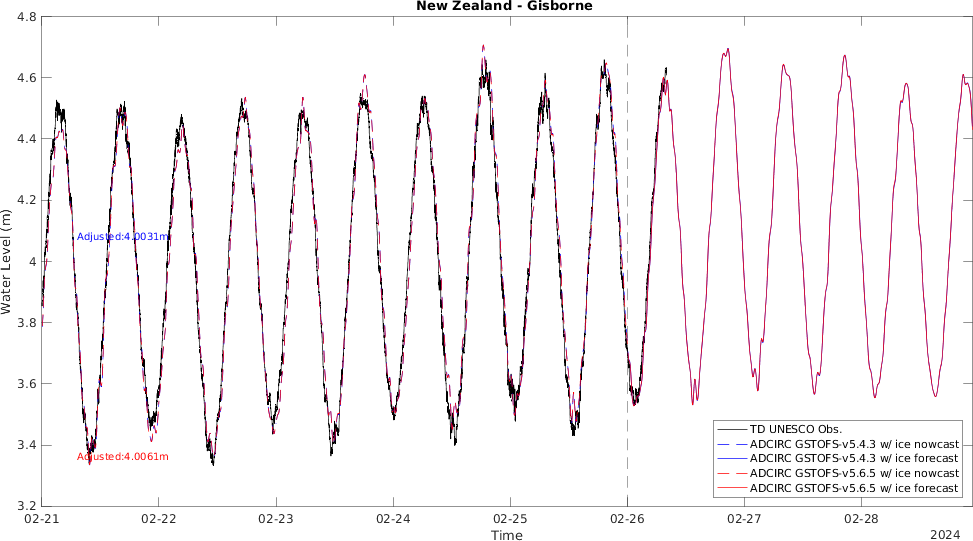 New Zealand - Gisborne
4.8
4.6
4.4
4.2
4
3.8
3.6
3.4
3.2
Water Level (m)
Adjusted:4.0031m
Adjusted:4.0061m
TD UNESCO Obs.
ADCIRC GSTOFS-v5.4.3 w/ ice nowcast
ADCIRC GSTOFS-v5.4.3 w/ ice forecast
ADCIRC GSTOFS-v5.6.5 w/ ice nowcast
ADCIRC GSTOFS-v5.6.5 w/ ice forecast
02-21 02-22 02-23 02-24 02-25 02-26 02-27 02-28
Time
2024